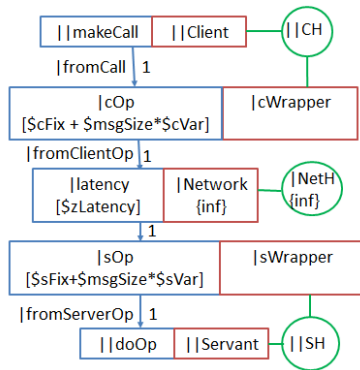 ||makeCall ||Client ||CH
|fromCall 1
|cOp |cWrapper
[$cFix + $msgSize*$cVar]
|fromClientOp 1
|latency |Network |NetH
[$zLatency] {inf} {inf}
1
|sOp |sWrapper
[$sFix+$msgSize*$sVar]
|fromServerOp 1
||doOp ||Servant ||SH